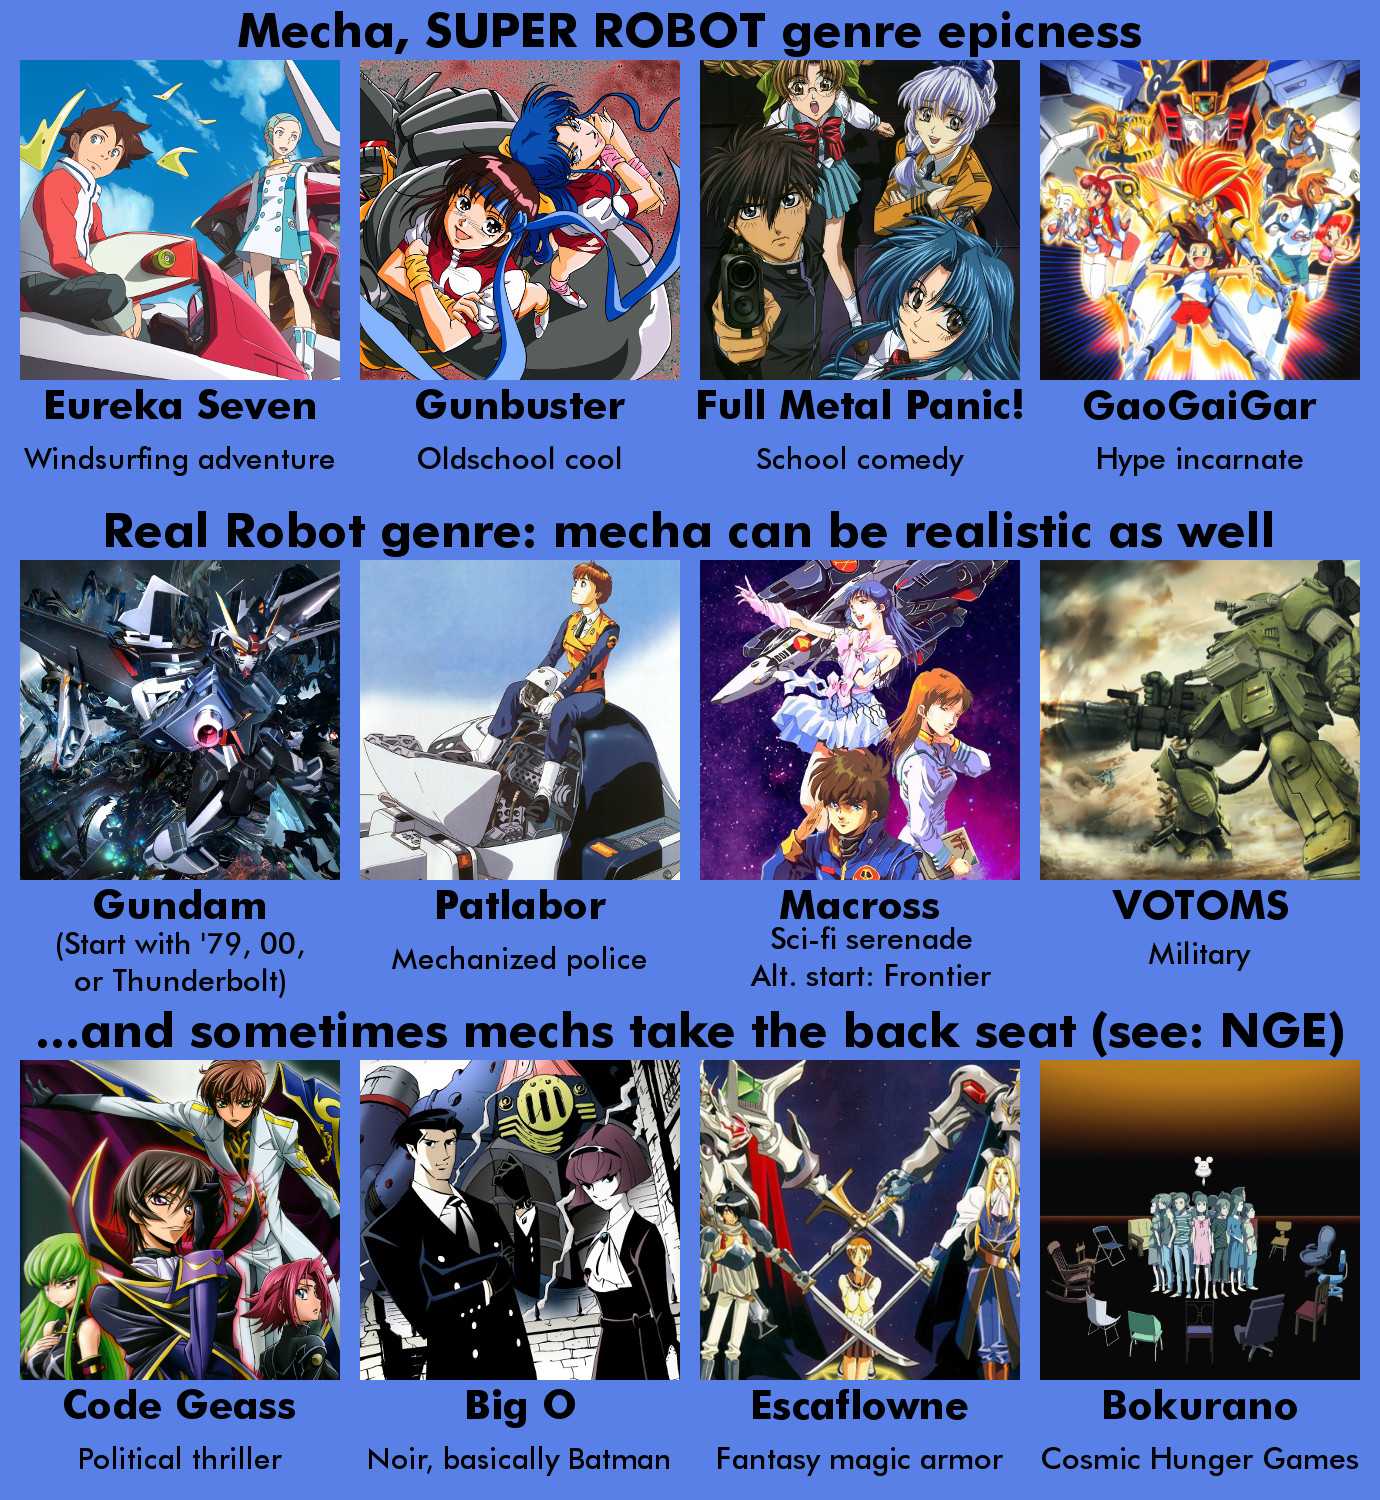 Mecha, SUPER ROBOT genre epicness
Eureka Seven
Windsurfing adventure
Gunbuster
Oldschool cool
Full Metal Panic!
School comedy
GaoGaiGar
Hype incarnate
Real Robot genre: mecha can be realistic as well
Gundam
(Start with '79, 00,
or Thunderbolt)
Patlabor
Mechanized police
Macross
Sci-fi serenade
Alt. start: Frontier
VOTOMS
Military
...and sometimes mechs take the back seat (see: NGE)
Code Geass
Political thriller
Big O
Noir, basically Batman
Escaflowne
Fantasy magic armor
Bokurano
Cosmic Hunger Games